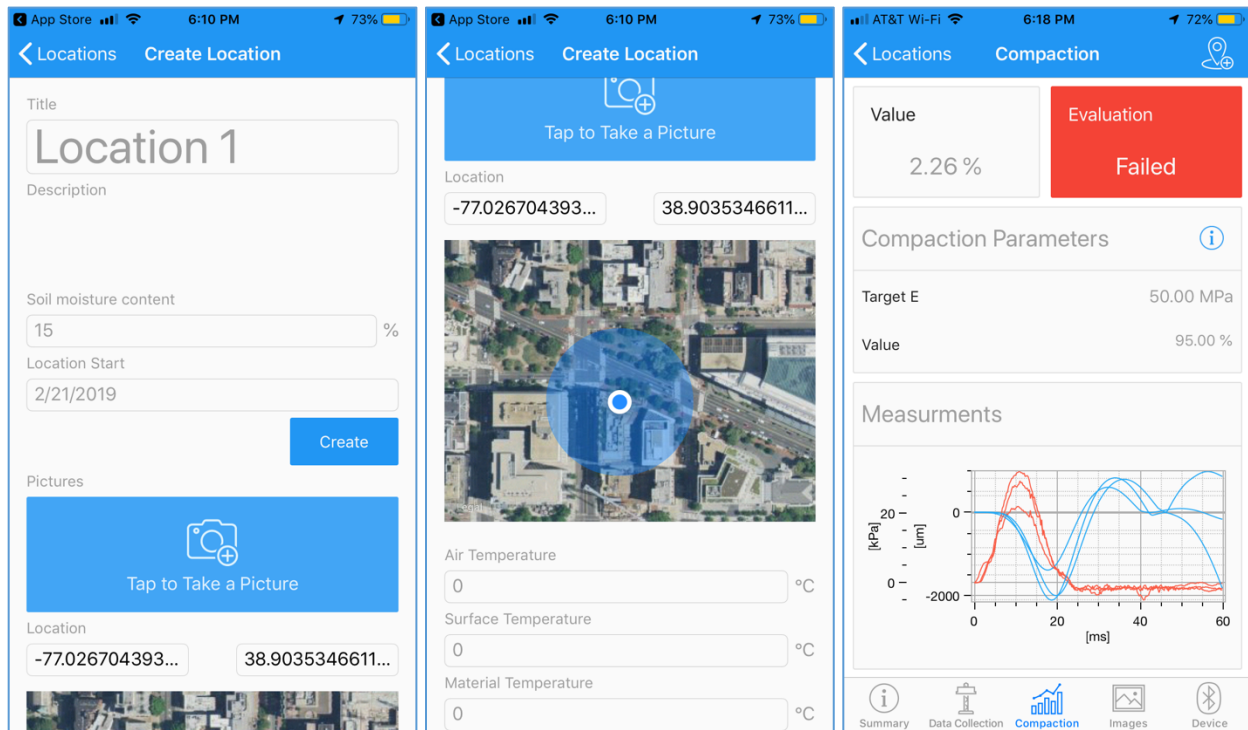 App Store 6:10 PM 73%
Locations Create Location
Title
Location 1
Description
Soil moisture content
15 %
Location Start
2/21/2019
Create
Pictures
Tap to Take a Picture
Location
-77.026704393... 38.9035346611...
App Store 6:10 PM 73%
Locations Create Location
Tap to Take a Picture
Location
-77.026704393... 38.9035346611...
Air Temperature
0 °C
Surface Temperature
0 °C
Material Temperature
0 °C
AT&T Wi-Fi 6:18 PM 72%
Locations Compaction
Value
2.26 %
Evaluation
Failed
Compaction Parameters
Target E 50.00 MPa
Value 95.00 %
Measurments
[kPa]
20
0
[um]
0
-2000
0 20 40 60
[ms]
Summary Data Collection Compaction Images Device